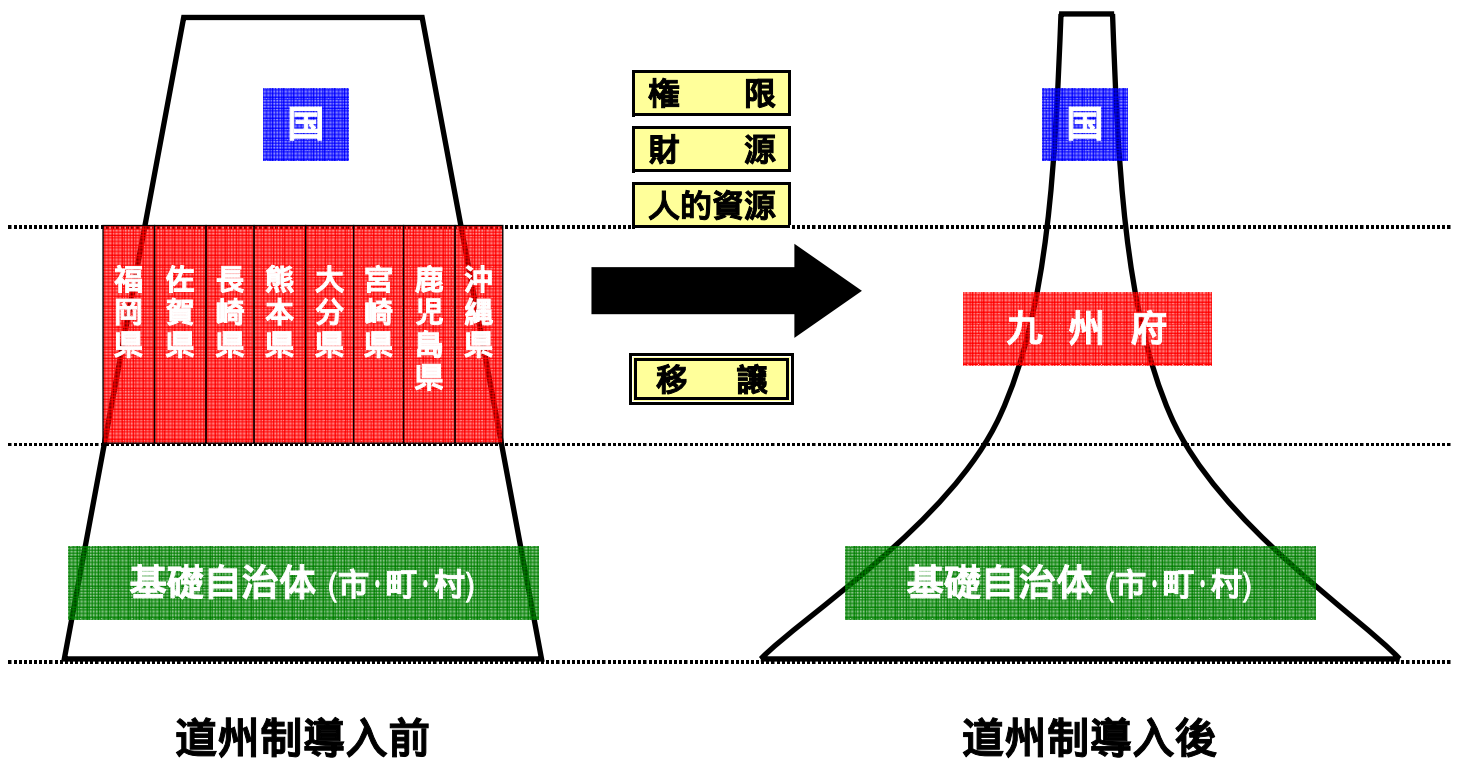 国
福岡県
佐賀県
長崎県
熊本県
大分県
宮崎県
鹿児島県
沖縄県
基礎自治体 (市・町・村)
道州制導入前
権 限
財 源
人的資源
移 譲
国
九 州 府
基礎自治体 (市・町・村)
道州制導入後